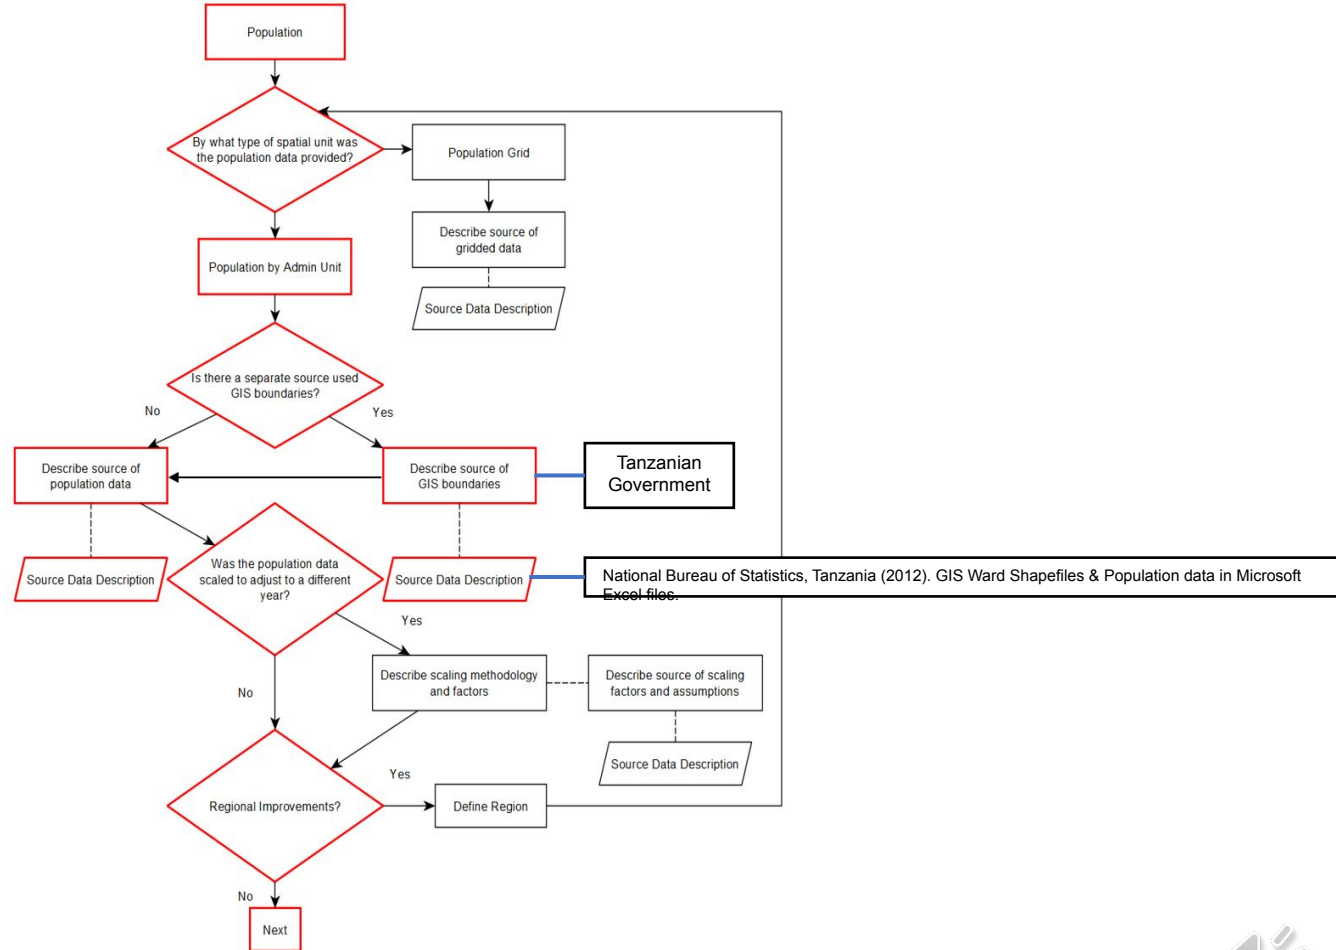 Population
By what type of spatial unit was
the population data provided?
Population Grid
Describe source of
gridded data
Source Data Description
Population by Admin Unit
Is there a separate source used
GIS boundaries?
No
Yes
Describe source of
population data
Describe source of
GIS boundaries
Tanzanian
Government
Source Data Description
Was the population data
scaled to adjust to a different
year?
Source Data Description
National Bureau of Statistics, Tanzania (2012). GIS Ward Shapefiles & Population data in Microsoft
Excel files.
Yes
Describe scaling methodology
and factors
Describe source of scaling
factors and assumptions
Source Data Description
No
Regional Improvements?
Yes
Define Region
No
Next